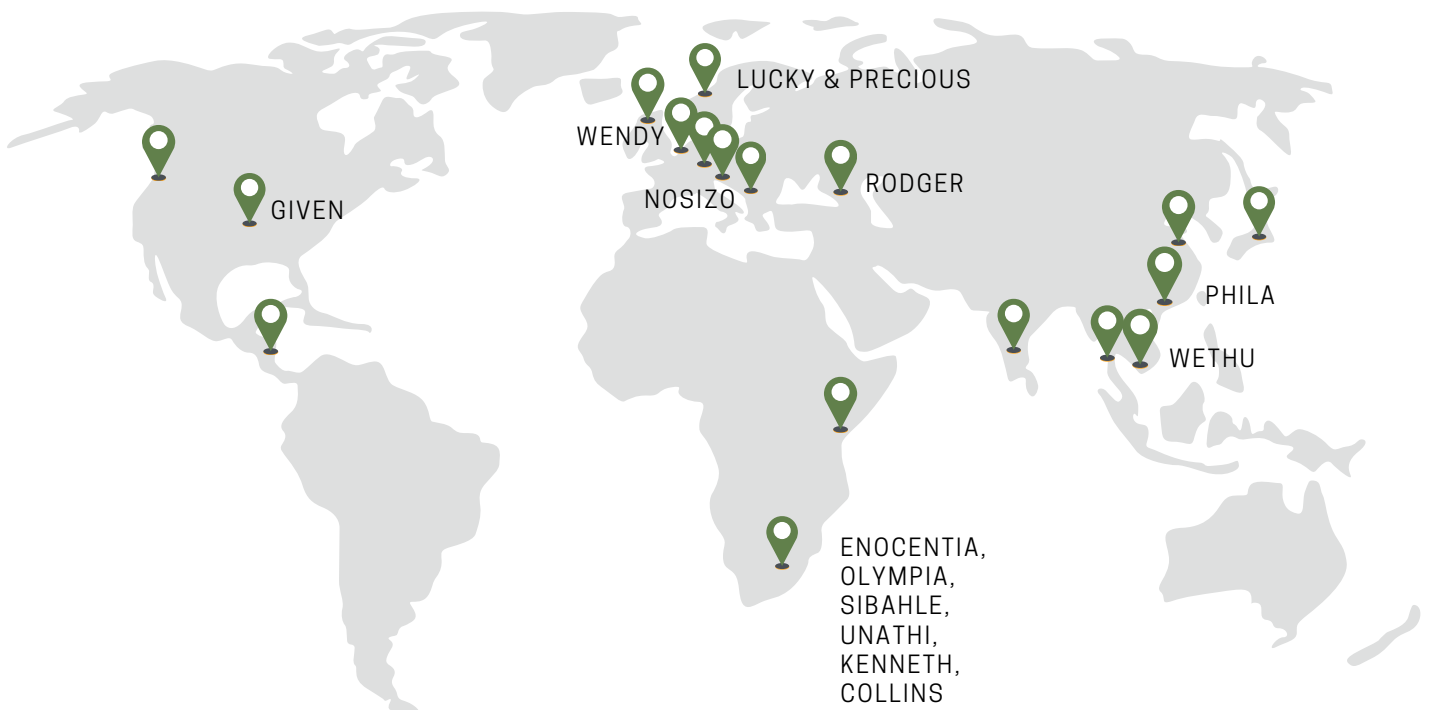 LUCKY & PRECIOUS
WENDY
RODGER
NOSIZO
GIVEN
PHILA
WETHU
ENOCENTIA,
OLYMPIA,
SIBAHLE,
UNATHI,
KENNETH,
COLLINS